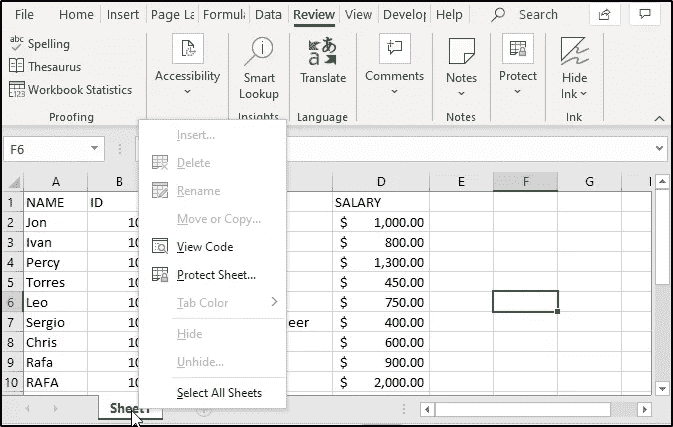 File Home Insert Page La Formula Data Review View Develop Help Search
abc Spelling
Thesaurus
123 Workbook Statistics
Proofing
Accessibility
Smart Lookup
Insights
Translate
Language
Comments
Notes
Notes
Protect
Hide Ink
Ink
F6
A B D E F G
1 NAME ID SALARY
2 Jon 10 $ 1,000.00
3 Ivan 10 $ 800.00
4 Percy 10 $ 1,300.00
5 Torres 10 $ 450.00
6 Leo 10 $ 750.00
7 Sergio 10 eer $ 400.00
8 Chris 10 $ 600.00
9 Rafa 10 $ 900.00
10 RAFA 10 $ 2,000.00
Insert...
Delete
Rename
Move or Copy...
View Code
Protect Sheet...
Tab Color
Hide
Unhide...
Select All Sheets
Sheet1